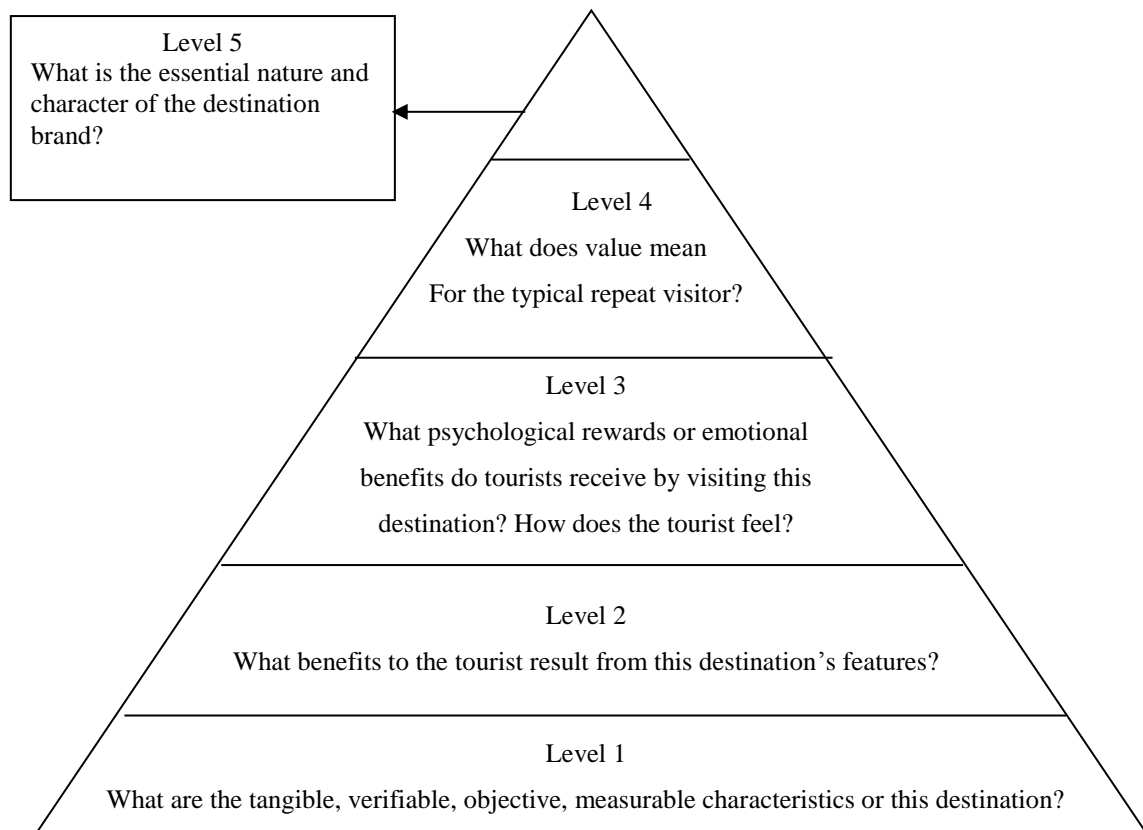 Level 5
What is the essential nature and
character of the destination
brand?
Level 4
What does value mean
For the typical repeat visitor?
Level 3
What psychological rewards or emotional
benefits do tourists receive by visiting this
destination? How does the tourist feel?
Level 2
What benefits to the tourist result from this destination’s features?
Level 1
What are the tangible, verifiable, objective, measurable characteristics or this destination?